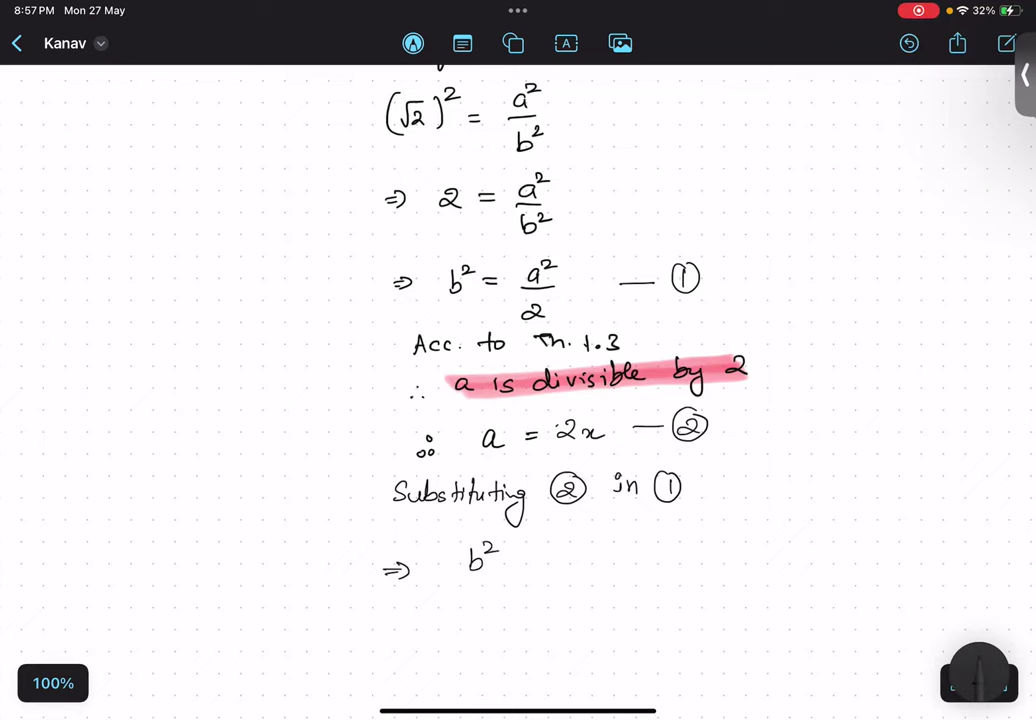 8:57 PM Mon 27 May
32%
Kanav
(√2)² = a²/b²
⇒ 2 = a²/b²
⇒ b² = a²/2 — ①
Acc. to Th. 1.3
∴ a is divisible by 2
∴ a = 2x — ②
Substituting ② in ①
⇒ b²
100%